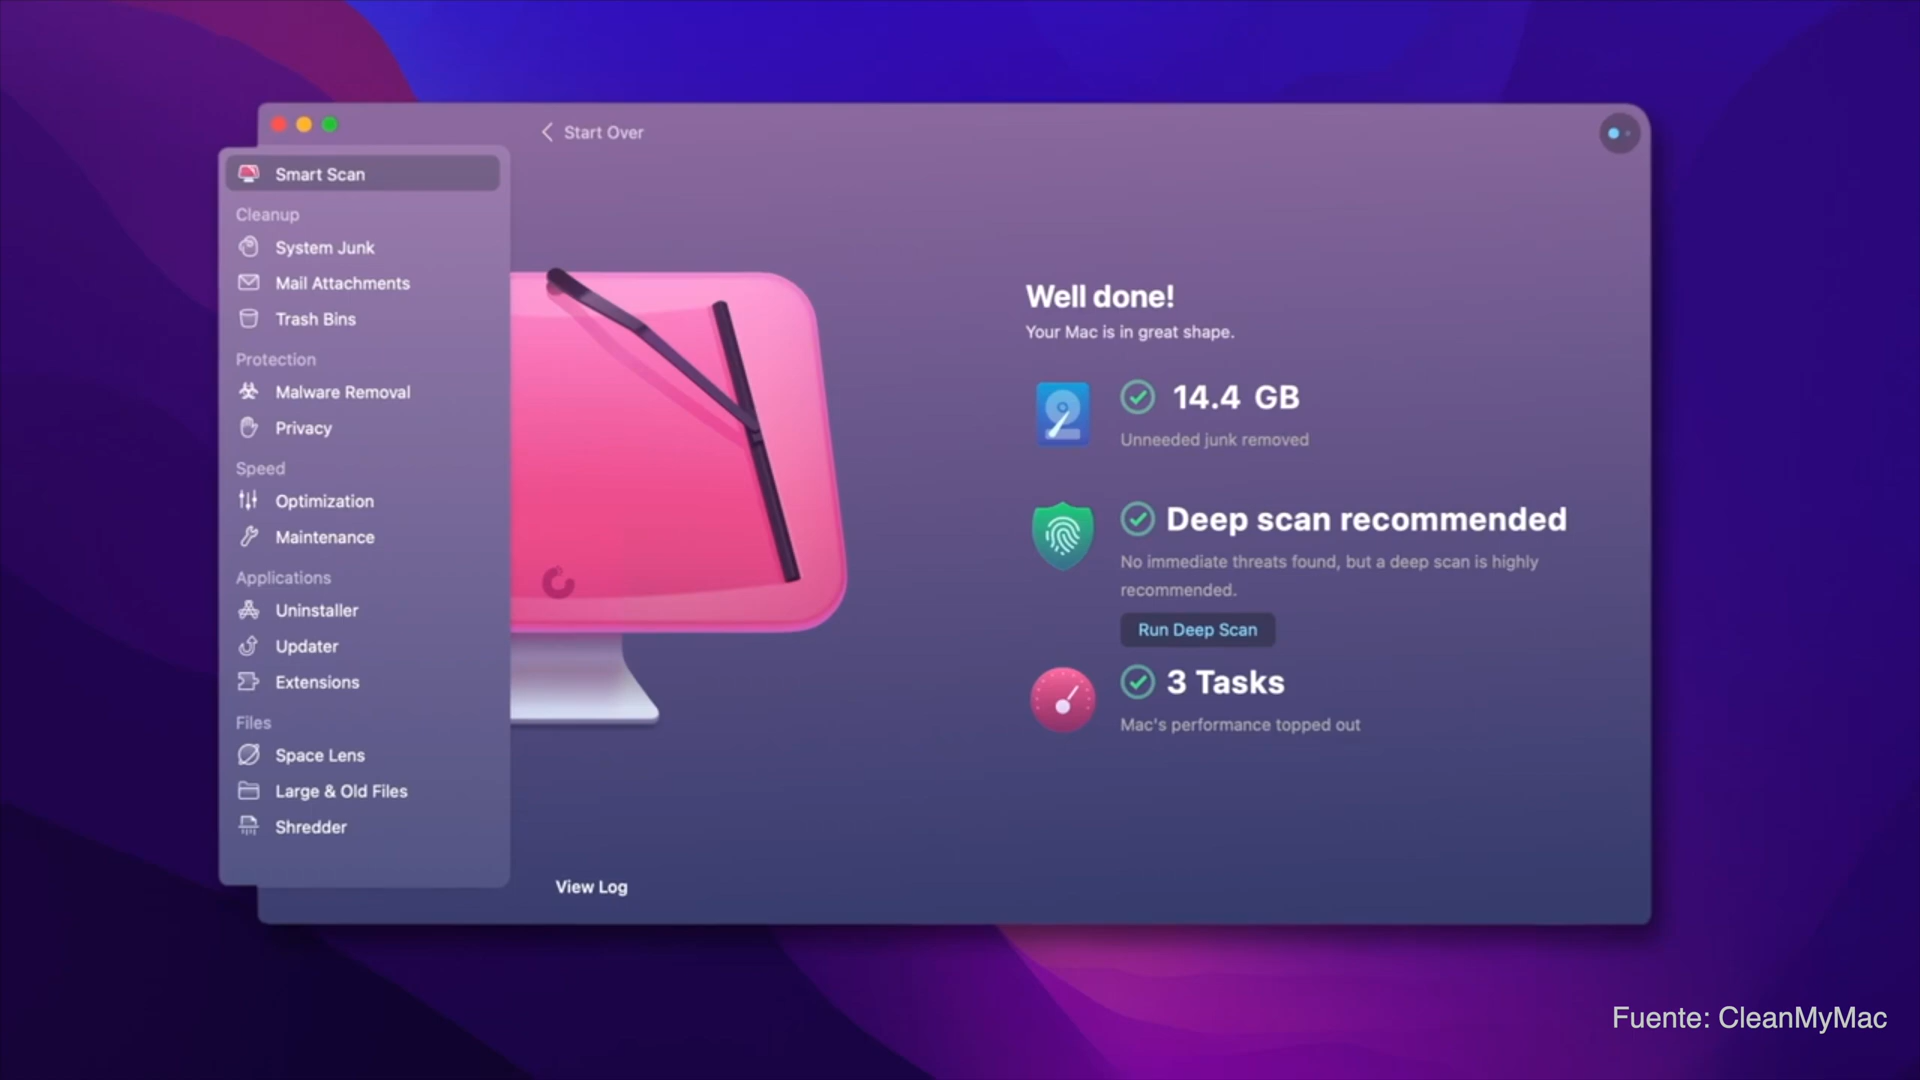 Start Over
Smart Scan
Cleanup
System Junk
Mail Attachments
Trash Bins
Protection
Malware Removal
Privacy
Speed
Optimization
Maintenance
Applications
Uninstaller
Updater
Extensions
Files
Space Lens
Large & Old Files
Shredder
View Log
Well done!
Your Mac is in great shape.
14.4 GB
Unneeded junk removed
Deep scan recommended
No immediate threats found, but a deep scan is highly
recommended.
Run Deep Scan
3 Tasks
Mac's performance topped out
Fuente: CleanMyMac